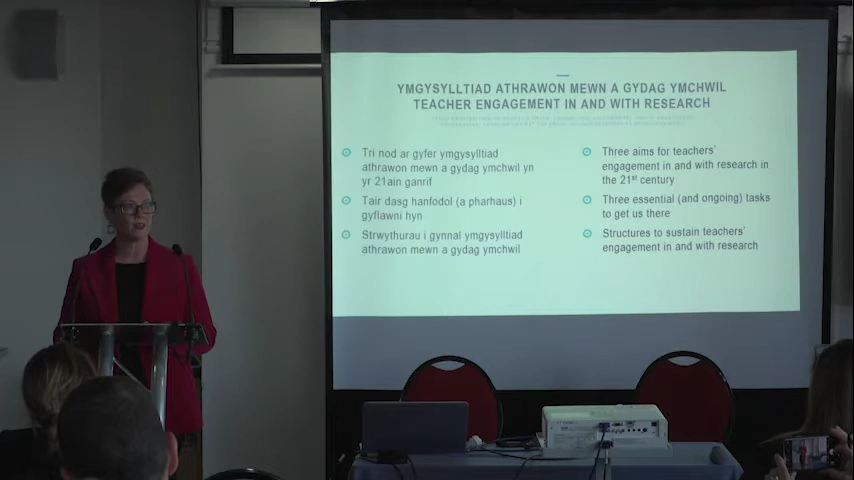 YMGYSYLLTIAD ATHRAWON MEWN A GYDAG YMCHWIL
TEACHER ENGAGEMENT IN AND WITH RESEARCH
Tri nod ar gyfer ymgysylltiad
athrawon mewn a gydag ymchwil yn
yr 21ain ganrif
Tair dasg hanfodol (a pharhaus) i
gyflawni hyn
Strwythurau i gynnal ymgysylltiad
athrawon mewn a gydag ymchwil
Three aims for teachers'
engagement in and with research in
the 21st century
Three essential (and ongoing) tasks
to get us there
Structures to sustain teachers'
engagement in and with research